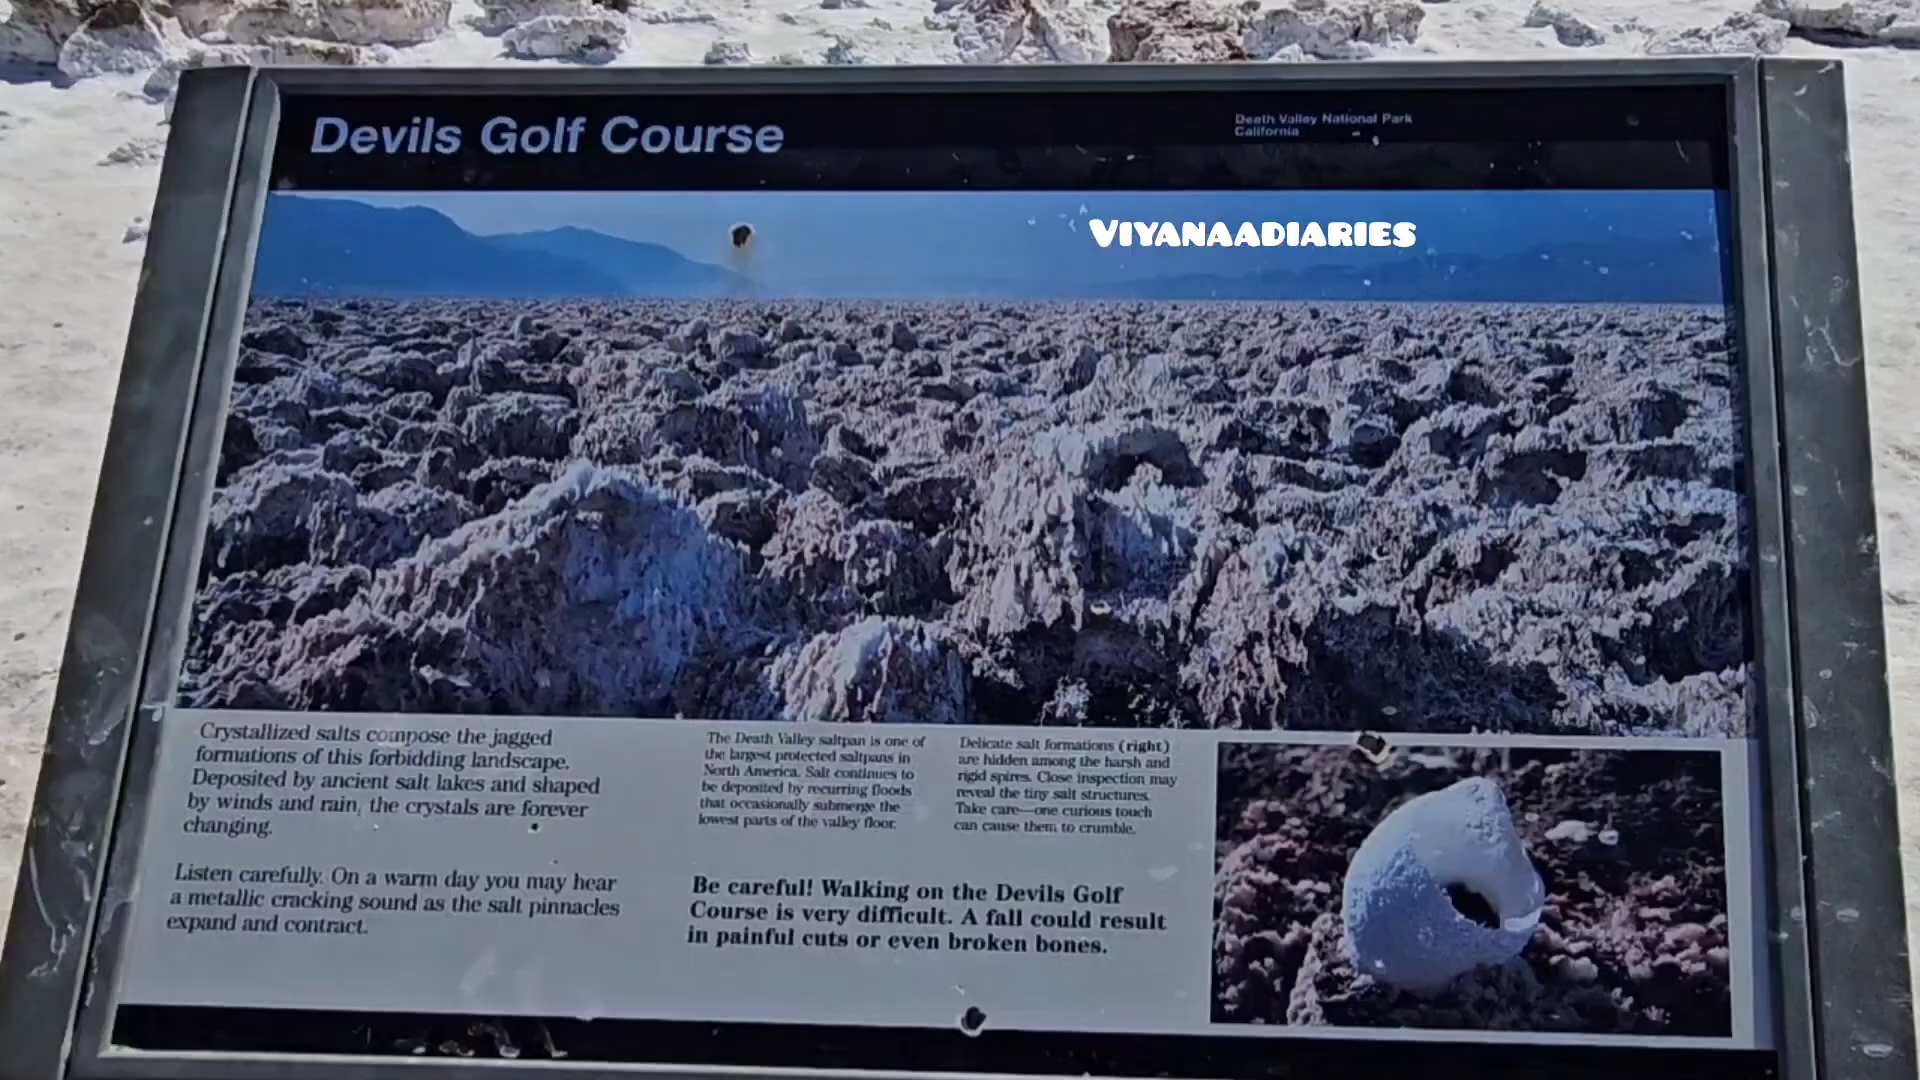 Devils Golf Course
Death Valley National Park
California
VIYANAADIARIES
Crystallized salts compose the jagged
formations of this forbidding landscape.
Deposited by ancient salt lakes and shaped
by winds and rain, the crystals are forever
changing.
Listen carefully. On a warm day you may hear
a metallic cracking sound as the salt pinnacles
expand and contract.
The Death Valley saltpan is one of
the largest protected saltpans in
North America. Salt continues to
be deposited by recurring floods
that occasionally submerge the
lowest parts of the valley floor.
Delicate salt formations (right)
are hidden among the harsh and
rigid spires. Close inspection may
reveal the tiny salt structures.
Take care—one curious touch
can cause them to crumble.
Be careful! Walking on the Devils Golf
Course is very difficult. A fall could result
in painful cuts or even broken bones.